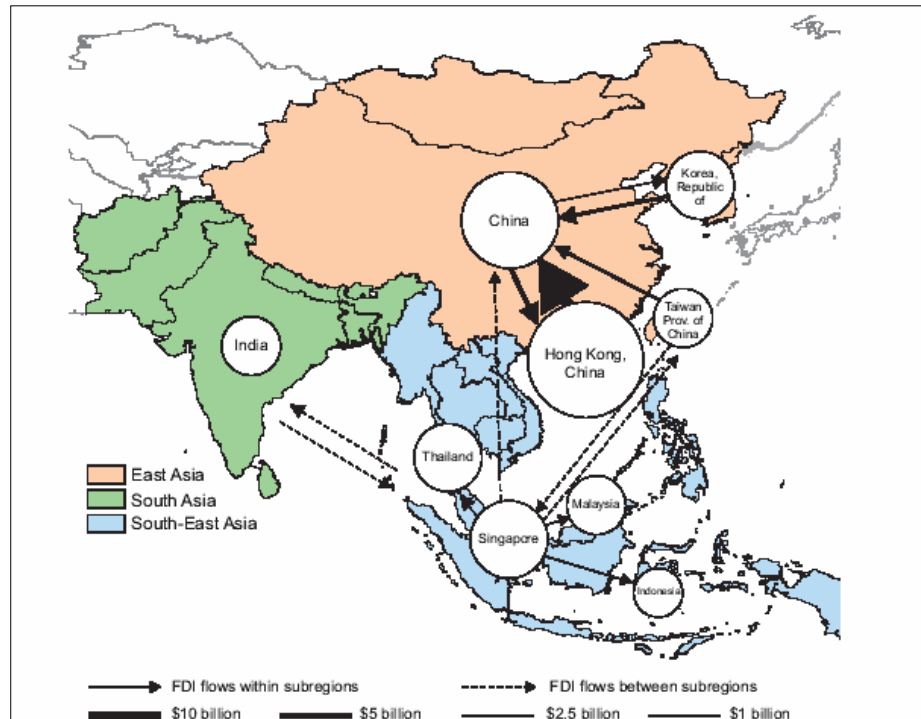 Korea,
Republic
of
China
Taiwan
Prov. of
China
India
Hong Kong,
China
Thailand
East Asia
South Asia
South-East Asia
Malaysia
Singapore
Indonesia
FDI flows within subregions
FDI flows between subregions
$10 billion
$5 billion
$2.5 billion
$1 billion